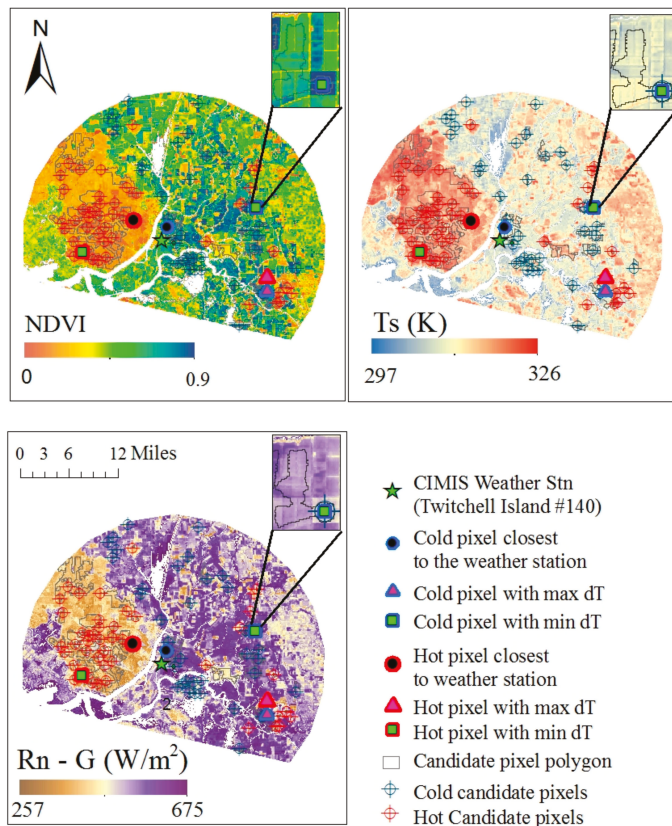 N
NDVI
0 0.9
Ts (K)
297 326
0 3 6 12 Miles
2
Rn - G (W/m²)
257 675
CIMIS Weather Stn
(Twitchell Island #140)
Cold pixel closest
to the weather station
Cold pixel with max dT
Cold pixel with min dT
Hot pixel closest
to weather station
Hot pixel with max dT
Hot pixel with min dT
Candidate pixel polygon
Cold candidate pixels
Hot Candidate pixels